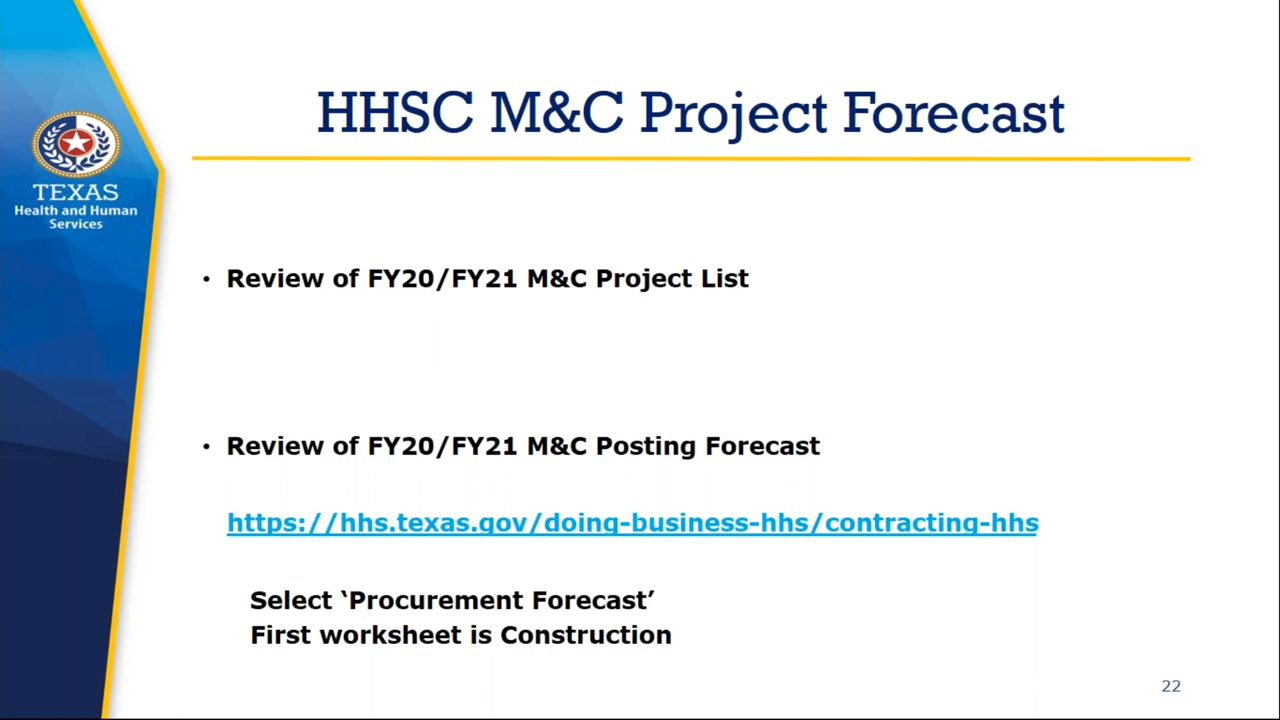 HHSC M&C Project Forecast
TEXAS
Health and Human
Services
• Review of FY20/FY21 M&C Project List
• Review of FY20/FY21 M&C Posting Forecast
https://hhs.texas.gov/doing-business-hhs/contracting-hhs
Select ‘Procurement Forecast’
First worksheet is Construction
22